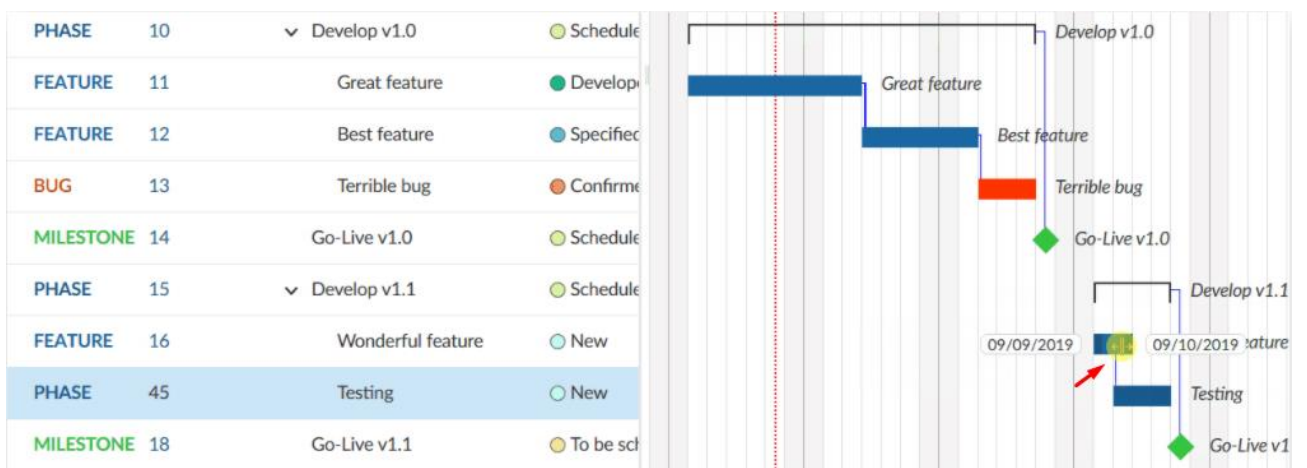 PHASE 10 Develop v1.0 Schedule Develop v1.0
FEATURE 11 Great feature Develope Great feature
FEATURE 12 Best feature Specified Best feature
BUG 13 Terrible bug Confirme Terrible bug
MILESTONE 14 Go-Live v1.0 Schedule Go-Live v1.0
PHASE 15 Develop v1.1 Schedule Develop v1.1
FEATURE 16 Wonderful feature New 09/09/2019 09/10/2019 eature
PHASE 45 Testing New Testing
MILESTONE 18 Go-Live v1.1 To be sch Go-Live v1